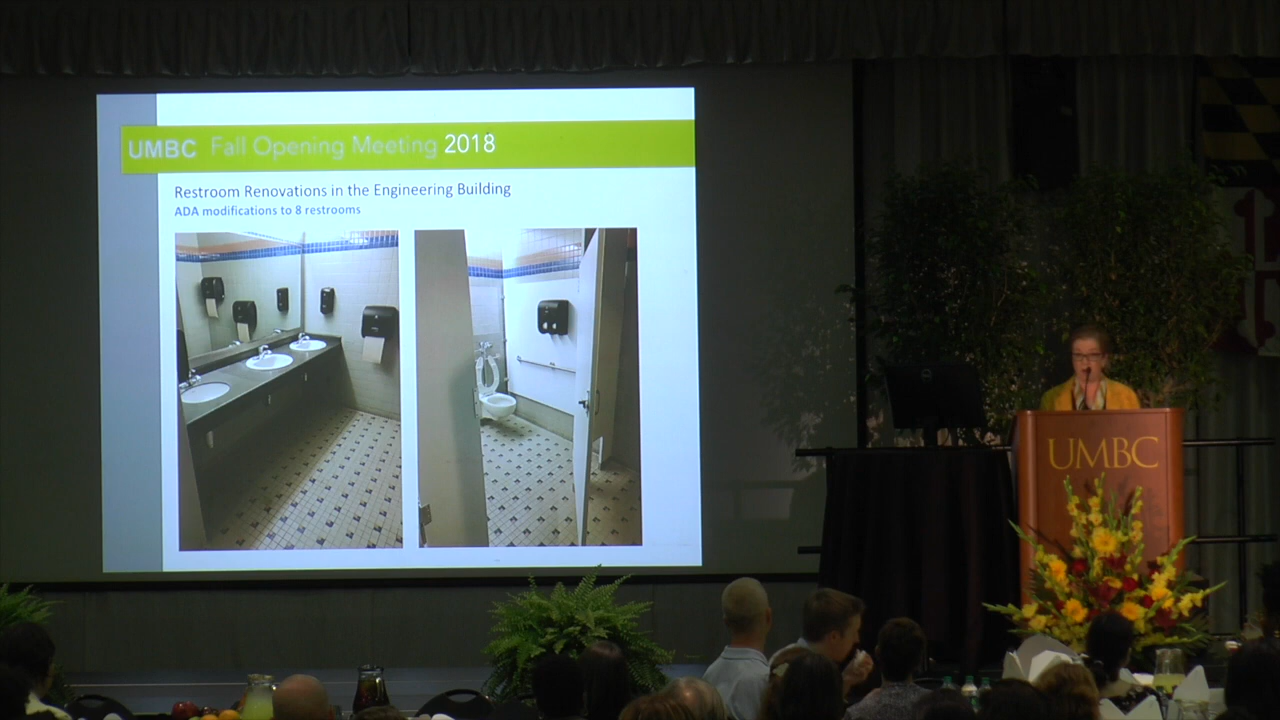 UMBC Fall Opening Meeting 2018
Restroom Renovations in the Engineering Building
ADA modifications to 8 restrooms
UMBC